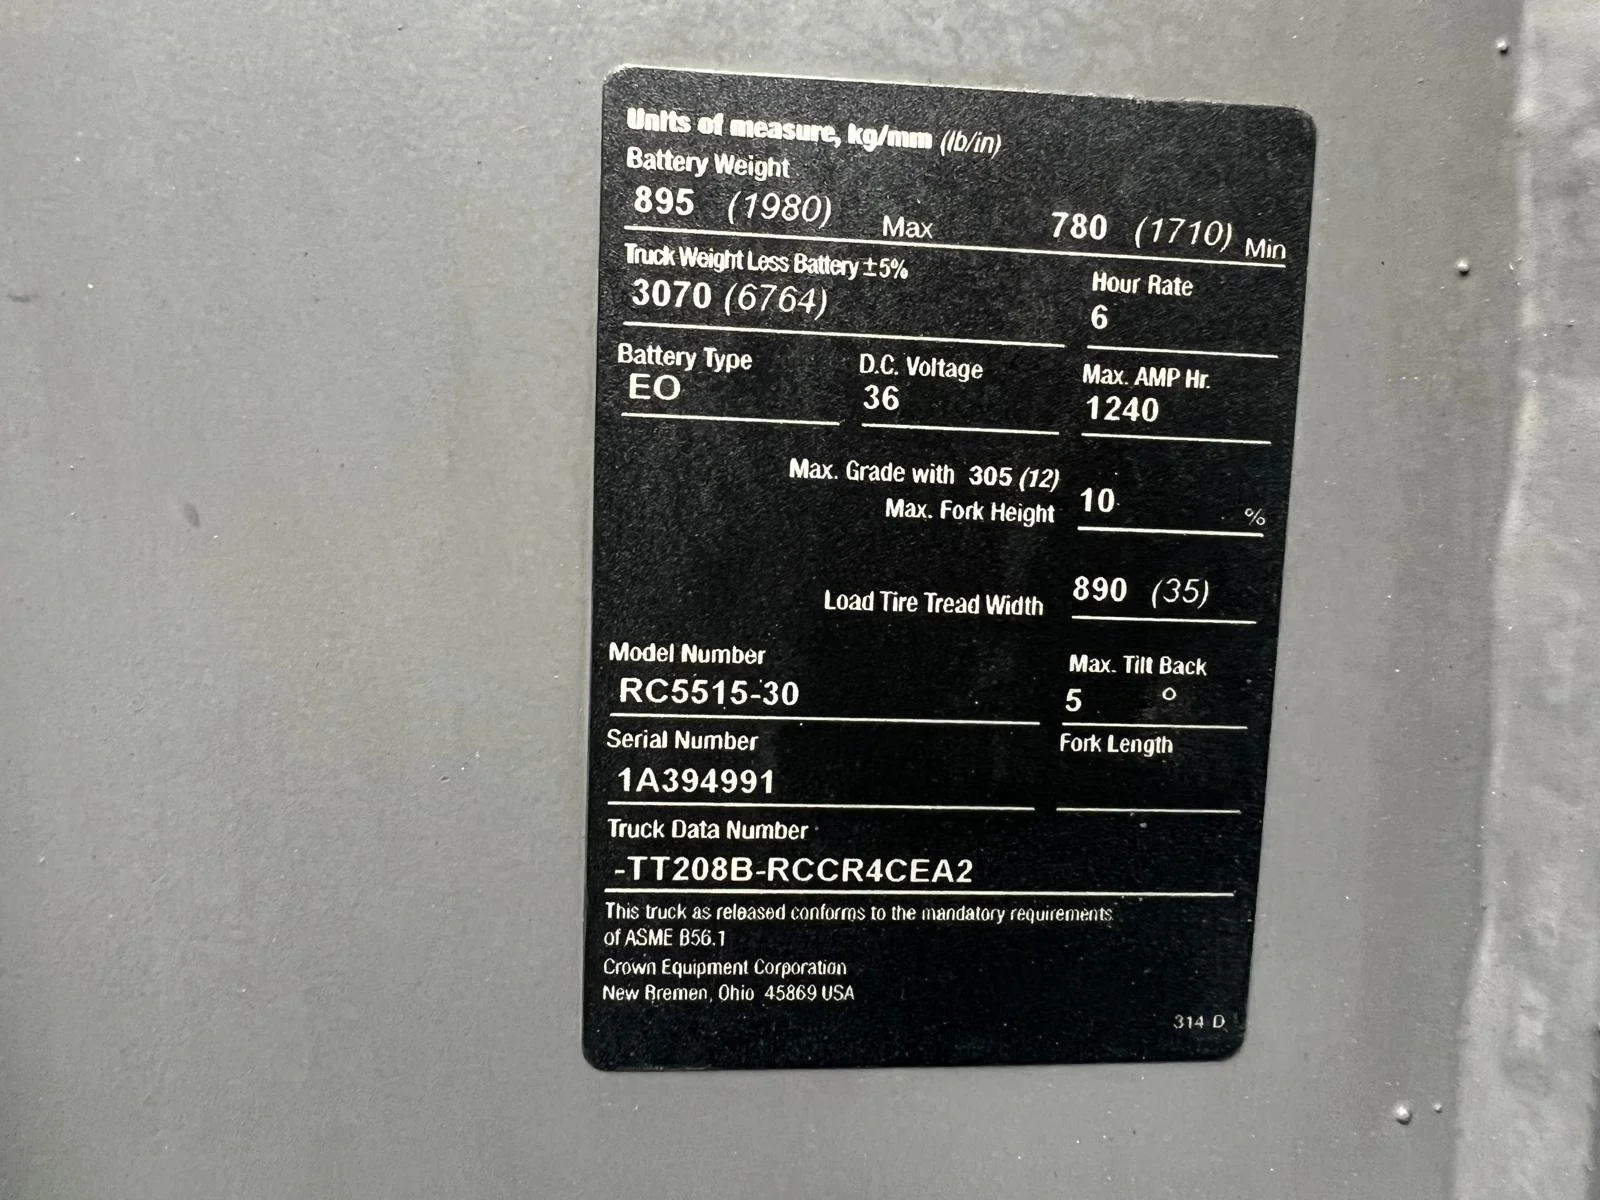 Units of measure, kg/mm (lb/in)
Battery Weight
895 (1980) Max 780 (1710) Min
Truck Weight Less Battery ±5%
3070 (6764)
Hour Rate
6
Battery Type
EO
D.C. Voltage
36
Max. AMP Hr.
1240
Max. Grade with 305 (12)
Max. Fork Height
10 %
Load Tire Tread Width 890 (35)
Model Number
RC5515-30
Max. Tilt Back
5 °
Serial Number
1A394991
Fork Length
Truck Data Number
-TT208B-RCCR4CEA2
This truck as released conforms to the mandatory requirements
of ASME B56.1
Crown Equipment Corporation
New Bremen, Ohio 45869 USA
314 D